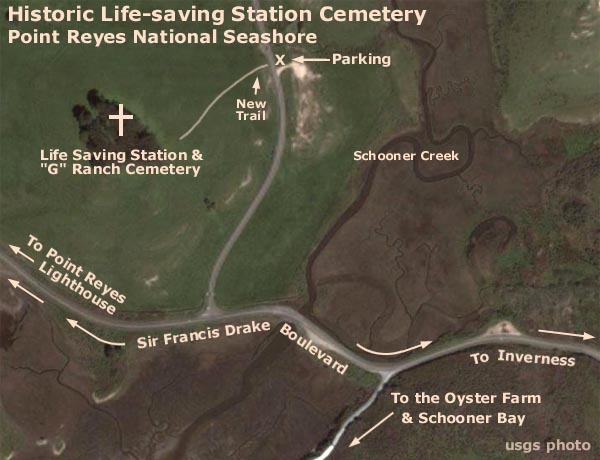 Historic Life-saving Station Cemetery
Point Reyes National Seashore
X
Parking
New
Trail
Life Saving Station &
"G" Ranch Cemetery
Schooner Creek
To Point Reyes
Lighthouse
Sir Francis Drake Boulevard
To Inverness
To the Oyster Farm
& Schooner Bay
usgs photo